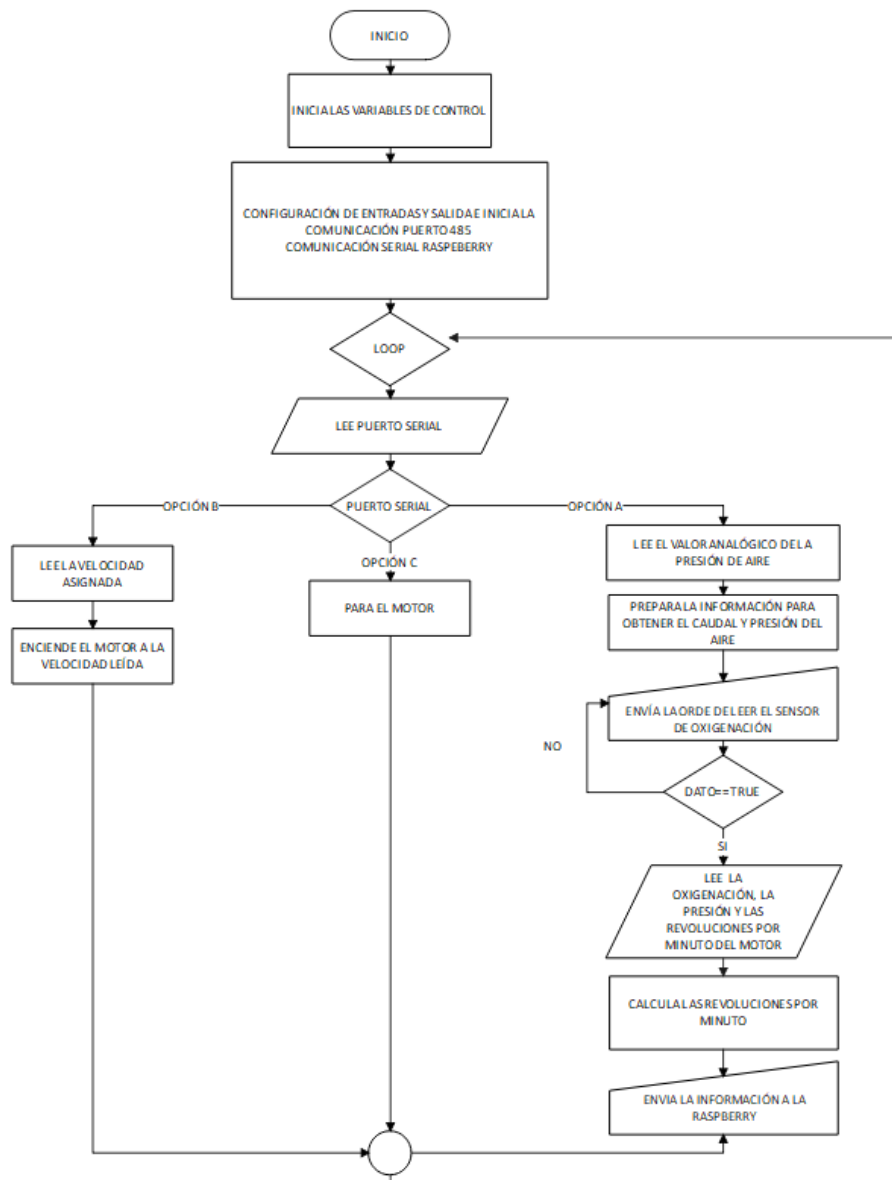 INICIO
INICIA LAS VARIABLES DE CONTROL
CONFIGURACIÓN DE ENTRADAS Y SALIDA E INICIA LA
COMUNICACIÓN PUERTO 485
COMUNICACIÓN SERIAL RASPEBERRY
LOOP
LEE PUERTO SERIAL
PUERTO SERIAL
OPCIÓN B
OPCIÓN A
OPCIÓN C
LEE LA VELOCIDAD
ASIGNADA
ENCIENDE EL MOTOR A LA
VELOCIDAD LEÍDA
PARA EL MOTOR
LEE EL VALOR ANALÓGICO DE LA
PRESIÓN DE AIRE
PREPARA LA INFORMACIÓN PARA
OBTENER EL CAUDAL Y PRESIÓN DEL
AIRE
ENVÍA LA ORDE DE LEER EL SENSOR
DE OXIGENACIÓN
NO
DATO==TRUE
SI
LEE LA
OXIGENACIÓN, LA
PRESIÓN Y LAS
REVOLUCIONES POR
MINUTO DEL MOTOR
CALCULA LAS REVOLUCIONES POR
MINUTO
ENVIA LA INFORMACIÓN A LA
RASPBERRY